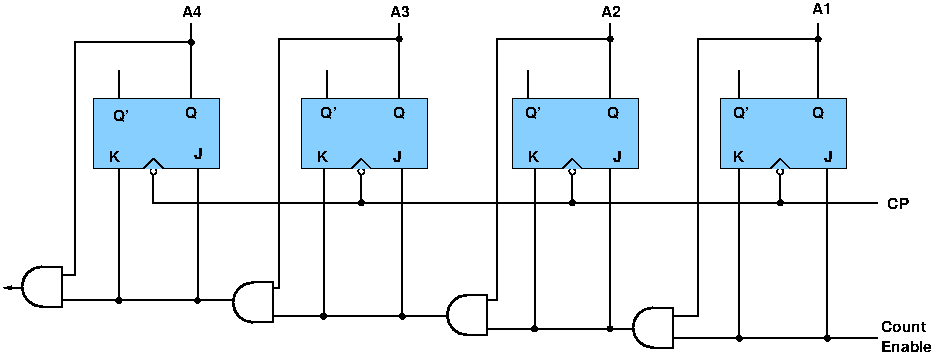 A4 A3 A2 A1
Q' Q Q' Q Q' Q Q' Q
K J K J K J K J
CP
Count
Enable